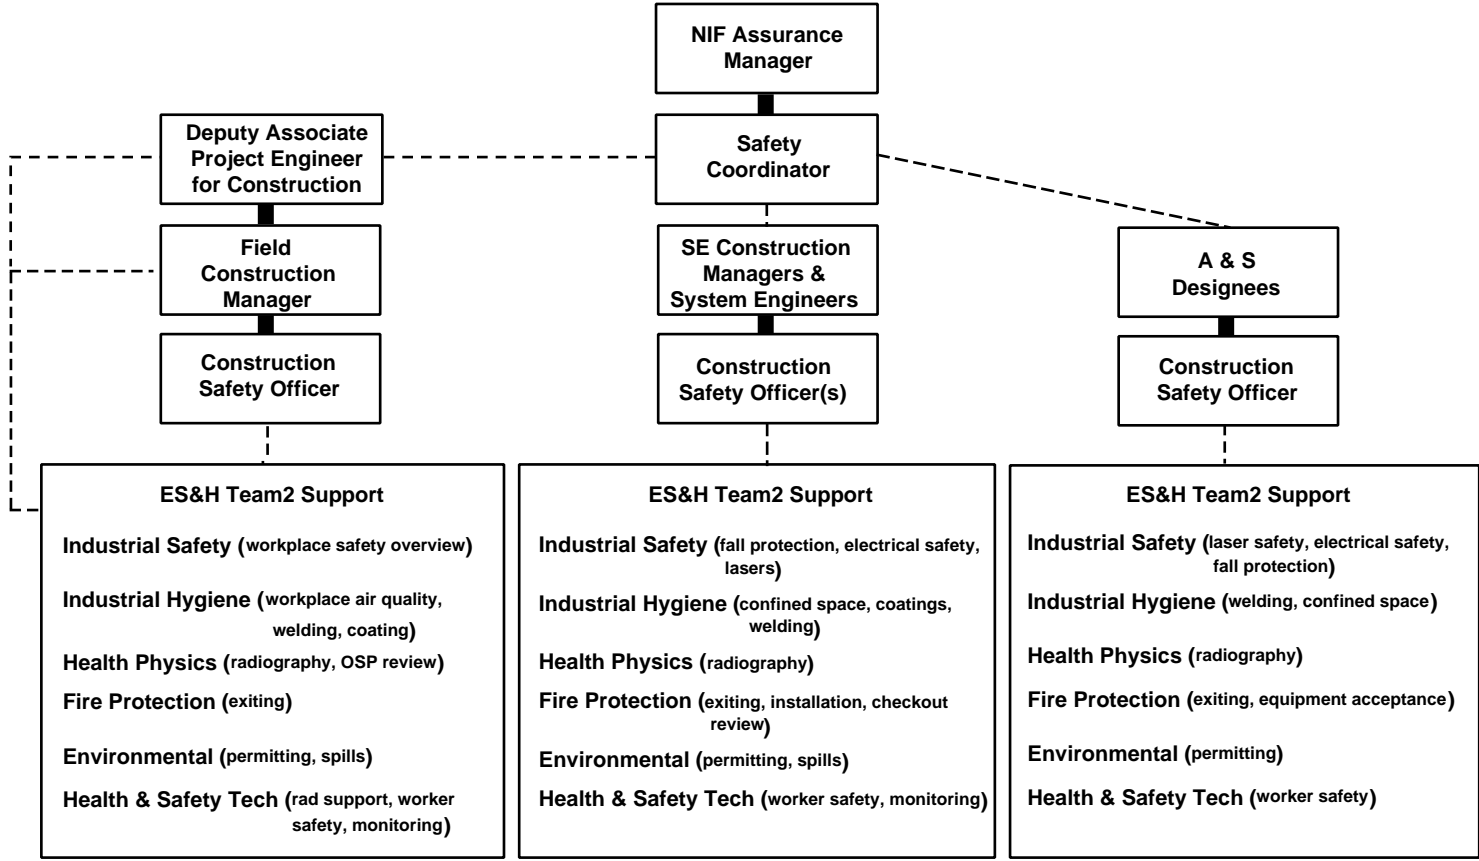 NIF Assurance
Manager
Deputy Associate
Project Engineer
for Construction
Safety
Coordinator
Field
Construction
Manager
SE Construction
Managers &
System Engineers
A & S
Designees
Construction
Safety Officer
Construction
Safety Officer(s)
Construction
Safety Officer
ES&H Team2 Support
Industrial Safety (workplace safety overview)
Industrial Hygiene (workplace air quality,
welding, coating)
Health Physics (radiography, OSP review)
Fire Protection (exiting)
Environmental (permitting, spills)
Health & Safety Tech (rad support, worker
safety, monitoring)
ES&H Team2 Support
Industrial Safety (fall protection, electrical safety,
lasers)
Industrial Hygiene (confined space, coatings,
welding)
Health Physics (radiography)
Fire Protection (exiting, installation, checkout
review)
Environmental (permitting, spills)
Health & Safety Tech (worker safety, monitoring)
ES&H Team2 Support
Industrial Safety (laser safety, electrical safety,
fall protection)
Industrial Hygiene (welding, confined space)
Health Physics (radiography)
Fire Protection (exiting, equipment acceptance)
Environmental (permitting)
Health & Safety Tech (worker safety)